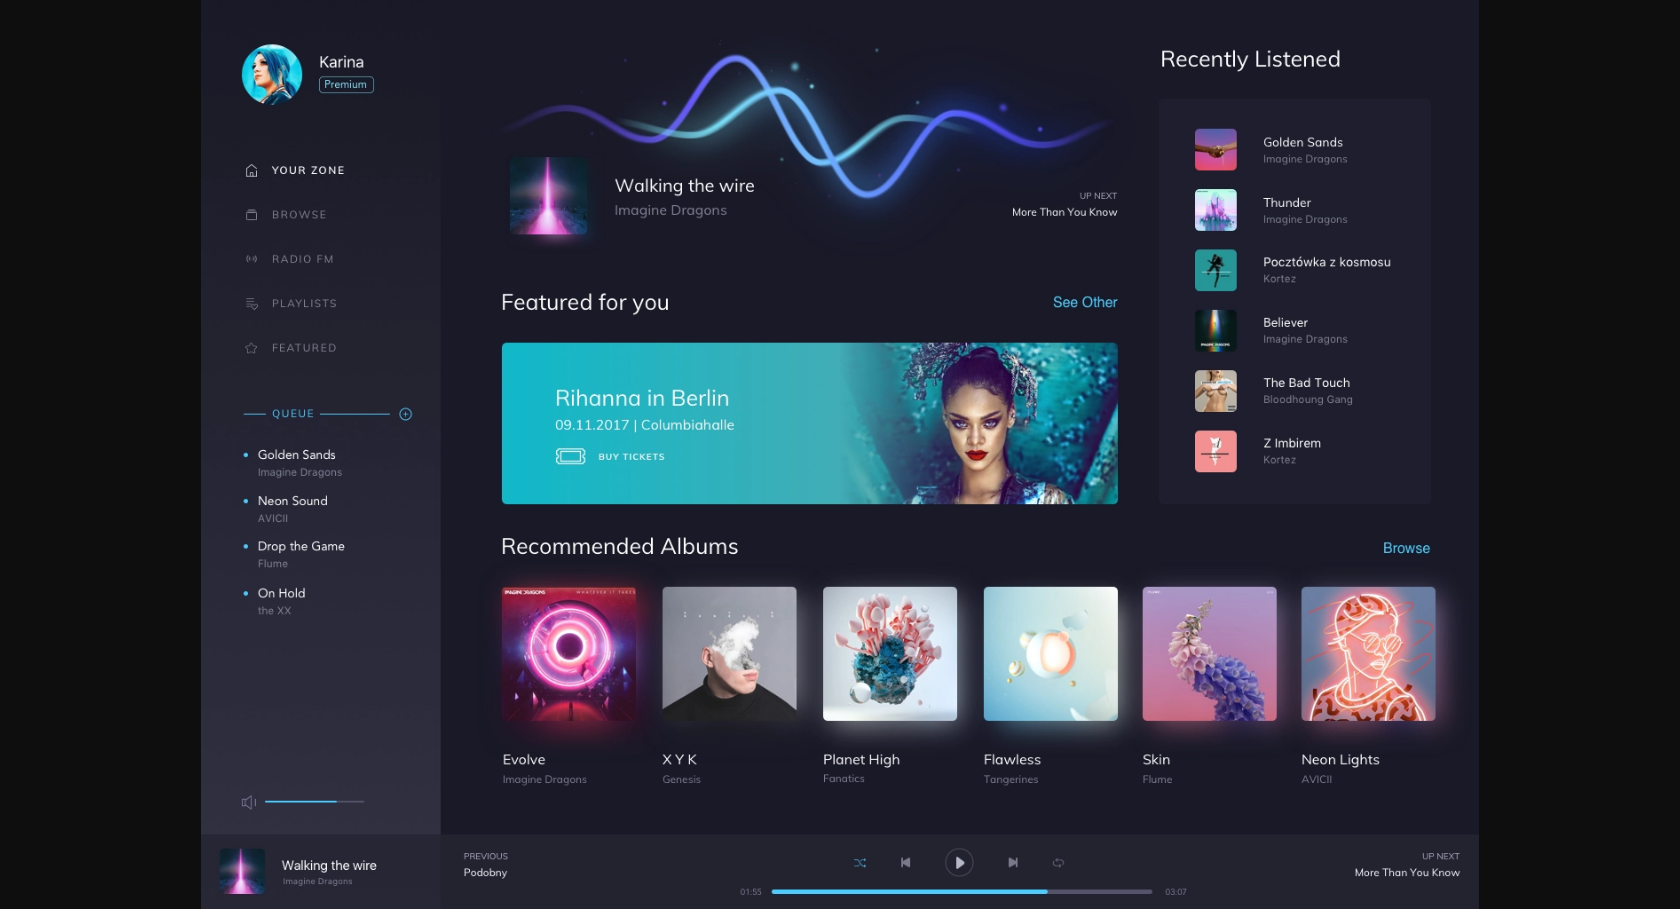 Karina
Premium
YOUR ZONE
BROWSE
RADIO FM
PLAYLISTS
FEATURED
QUEUE
Golden Sands
Imagine Dragons
Neon Sound
AVICII
Drop the Game
Flume
On Hold
the XX
Walking the wire
Imagine Dragons
UP NEXT
More Than You Know
Featured for you
See Other
Rihanna in Berlin
09.11.2017 | Columbiahalle
BUY TICKETS
Recently Listened
Golden Sands
Imagine Dragons
Thunder
Imagine Dragons
Pocztówka z kosmosu
Kortez
Believer
Imagine Dragons
The Bad Touch
Bloodhoung Gang
Z Imbirem
Kortez
Recommended Albums
Browse
IMAGINE DRAGONS
WHATEVER IT TAKES
Evolve
Imagine Dragons
X Y K
Genesis
Planet High
Fanatics
Flawless
Tangerines
Skin
Flume
Neon Lights
AVICII
Walking the wire
Imagine Dragons
PREVIOUS
Podobny
01:55
03:07
UP NEXT
More Than You Know